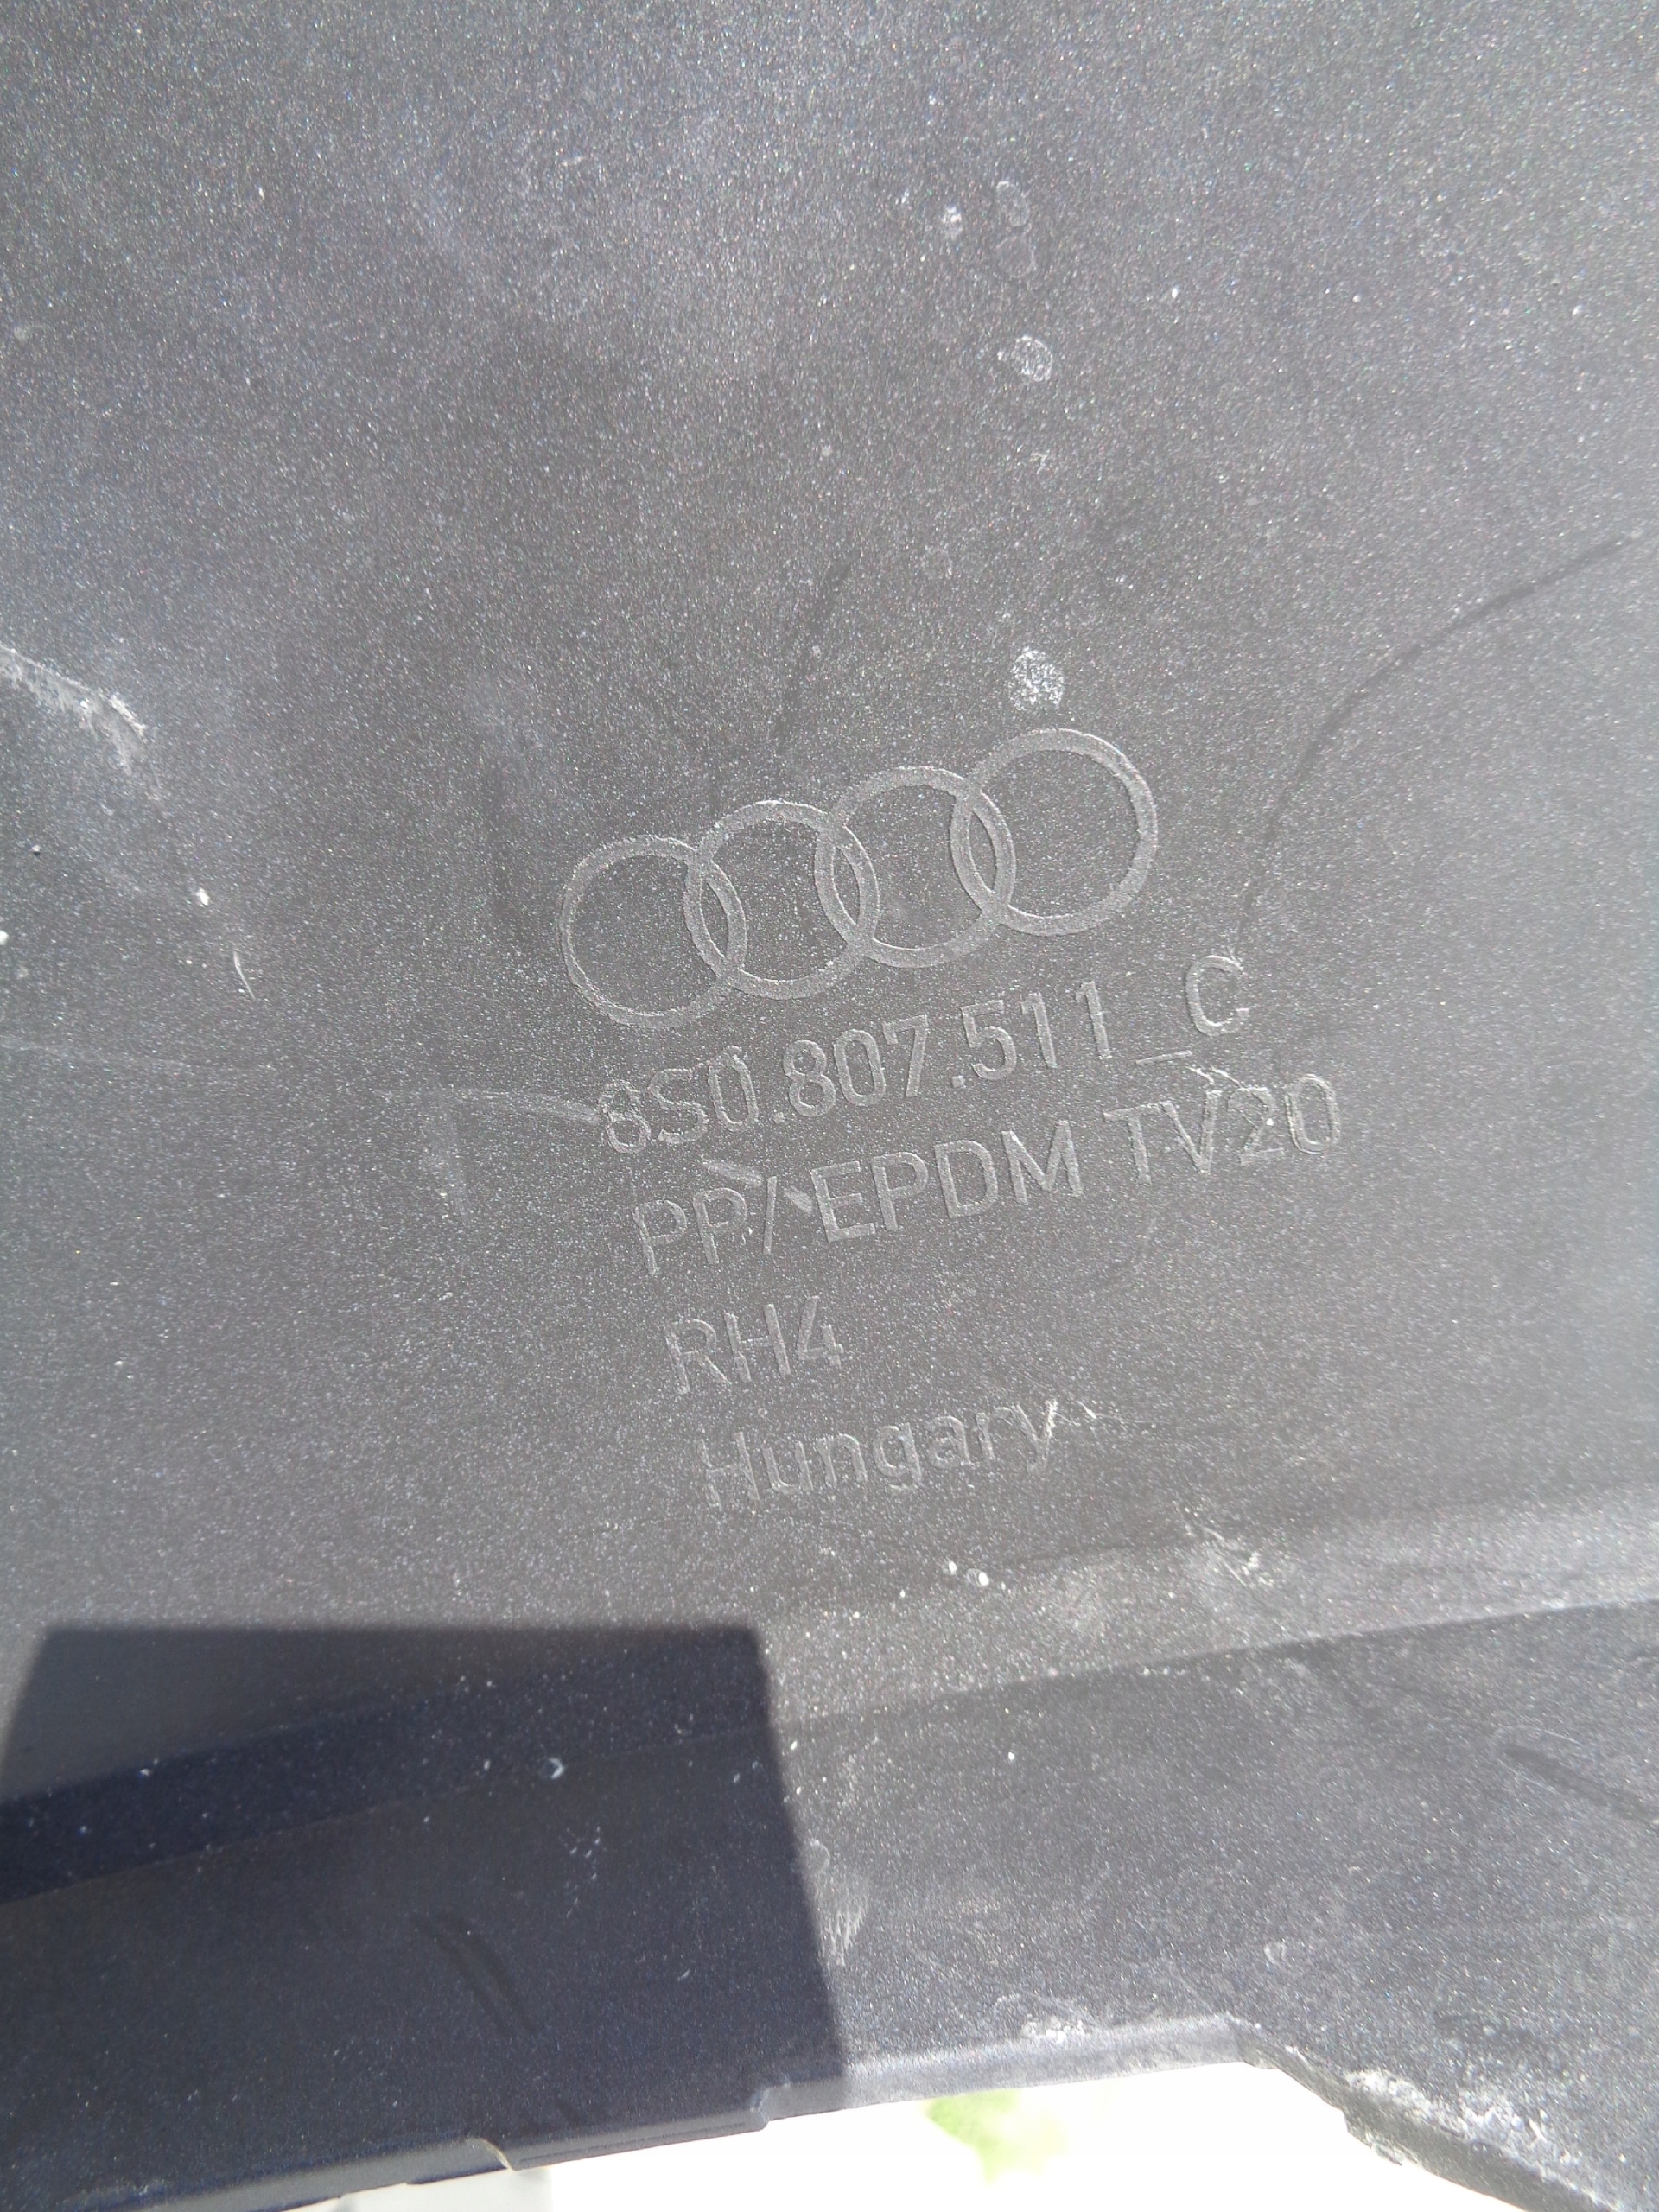 8S0.807.511_C
PP/EPDM TV20
RH4
Hungary